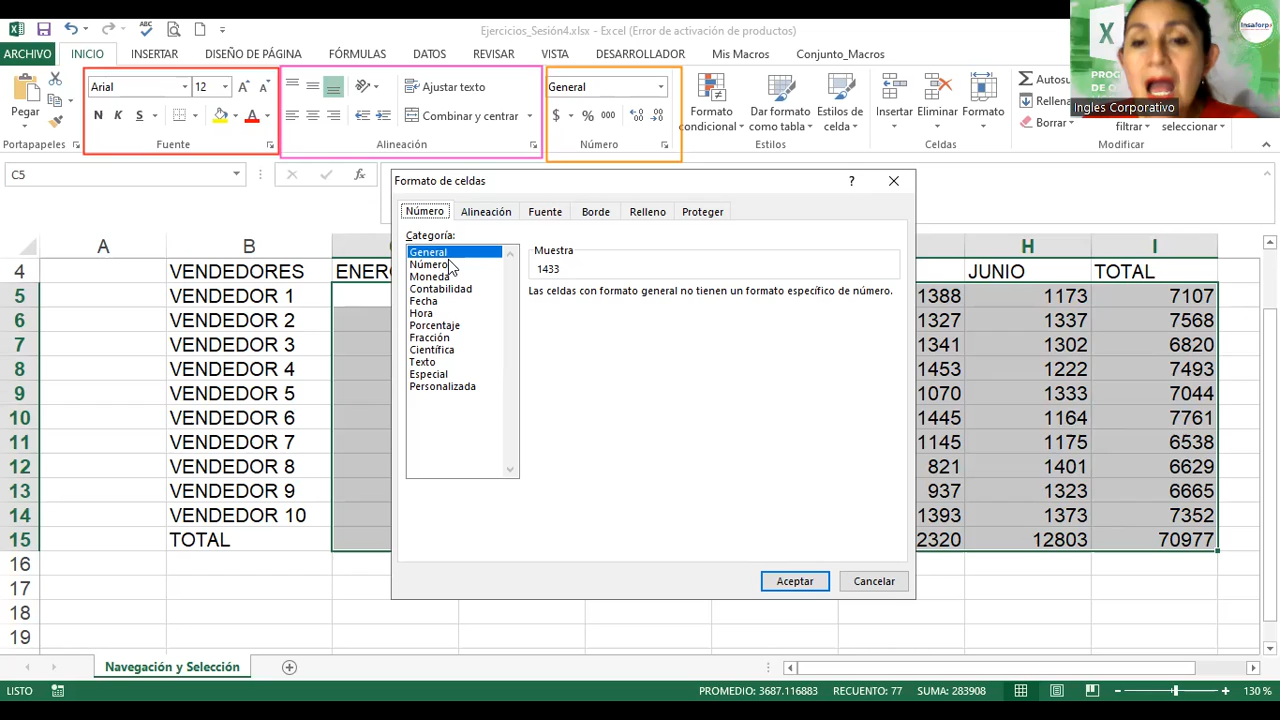 Ejercicios_Sesión4.xlsx - Excel (Error de activación de productos)
ARCHIVO INICIO INSERTAR DISEÑO DE PÁGINA FÓRMULAS DATOS REVISAR VISTA DESARROLLADOR Mis Macros Conjunto_Macros
Insaforp
PROG
DE C
Ingles Corporativo
Pegar
Portapapeles
Arial 12
N K S
Fuente
Ajustar texto
Combinar y centrar
Alineación
General
$ % 000
Número
Formato condicional
Dar formato como tabla
Estilos de celda
Estilos
Insertar Eliminar Formato
Celdas
Autosu
Rellena
Borrar
filtrar
seleccionar
Modificar
C5
fx
Formato de celdas
? X
Número Alineación Fuente Borde Relleno Proteger
Categoría:
General
Número
Moneda
Contabilidad
Fecha
Hora
Porcentaje
Fracción
Científica
Texto
Especial
Personalizada
Muestra
1433
Las celdas con formato general no tienen un formato específico de número.
Aceptar Cancelar
A B H I
4 VENDEDORES ENERO JUNIO TOTAL
5 VENDEDOR 1 1388 1173 7107
6 VENDEDOR 2 1327 1337 7568
7 VENDEDOR 3 1341 1302 6820
8 VENDEDOR 4 1453 1222 7493
9 VENDEDOR 5 1070 1333 7044
10 VENDEDOR 6 1445 1164 7761
11 VENDEDOR 7 1145 1175 6538
12 VENDEDOR 8 821 1401 6629
13 VENDEDOR 9 937 1323 6665
14 VENDEDOR 10 1393 1373 7352
15 TOTAL 2320 12803 70977
16
17
18
19
Navegación y Selección
LISTO PROMEDIO: 3687.116883 RECUENTO: 77 SUMA: 283908 130 %